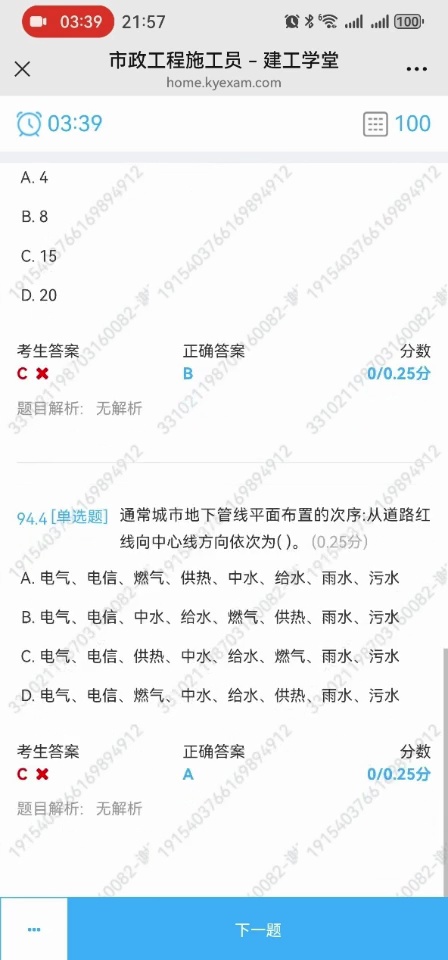 03:39 21:57 100
市政工程施工员 – 建工学堂
home.kyexam.com
03:39 100
A. 4
B. 8
C. 15
D. 20
考生答案 正确答案 分数
C B 0/0.25分
题目解析: 无解析
94.4 [单选题] 通常城市地下管线平面布置的次序:从道路红
线向中心线方向依次为( )。 (0.25分)
A. 电气、电信、燃气、供热、中水、给水、雨水、污水
B. 电气、电信、中水、给水、燃气、供热、雨水、污水
C. 电气、电信、供热、中水、给水、燃气、雨水、污水
D. 电气、电信、燃气、中水、给水、供热、雨水、污水
考生答案 正确答案 分数
C A 0/0.25分
题目解析: 无解析
下一题